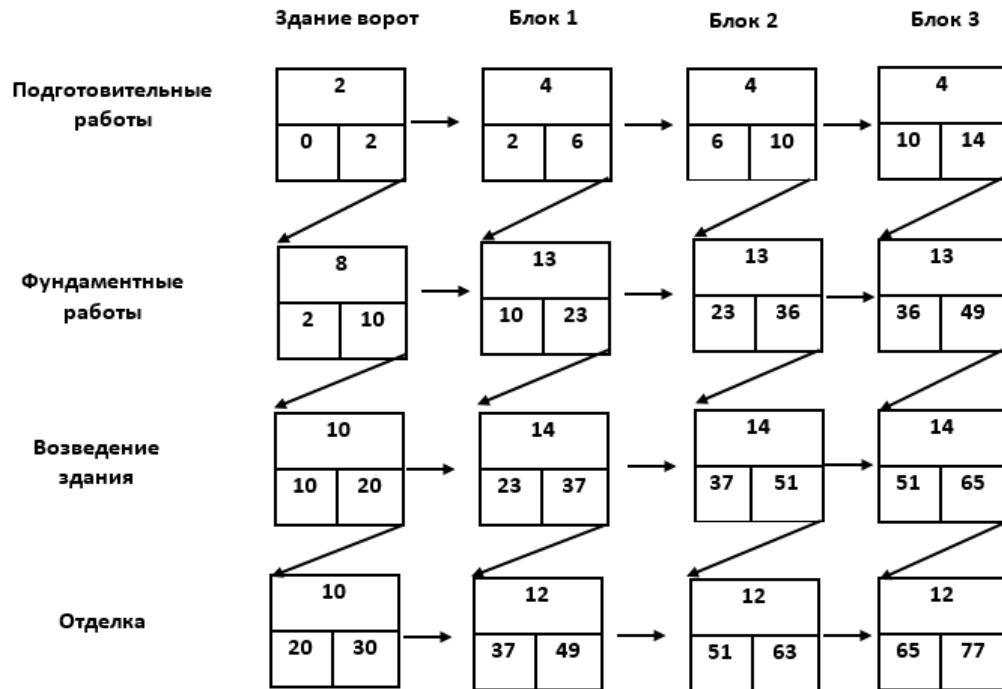 Здание ворот Блок 1 Блок 2 Блок 3
Подготовительные
работы
2 4 4 4
0 2 2 6 6 10 10 14
Фундаментные
работы
8 13 13 13
2 10 10 23 23 36 36 49
Возведение
здания
10 14 14 14
10 20 23 37 37 51 51 65
Отделка
10 12 12 12
20 30 37 49 51 63 65 77